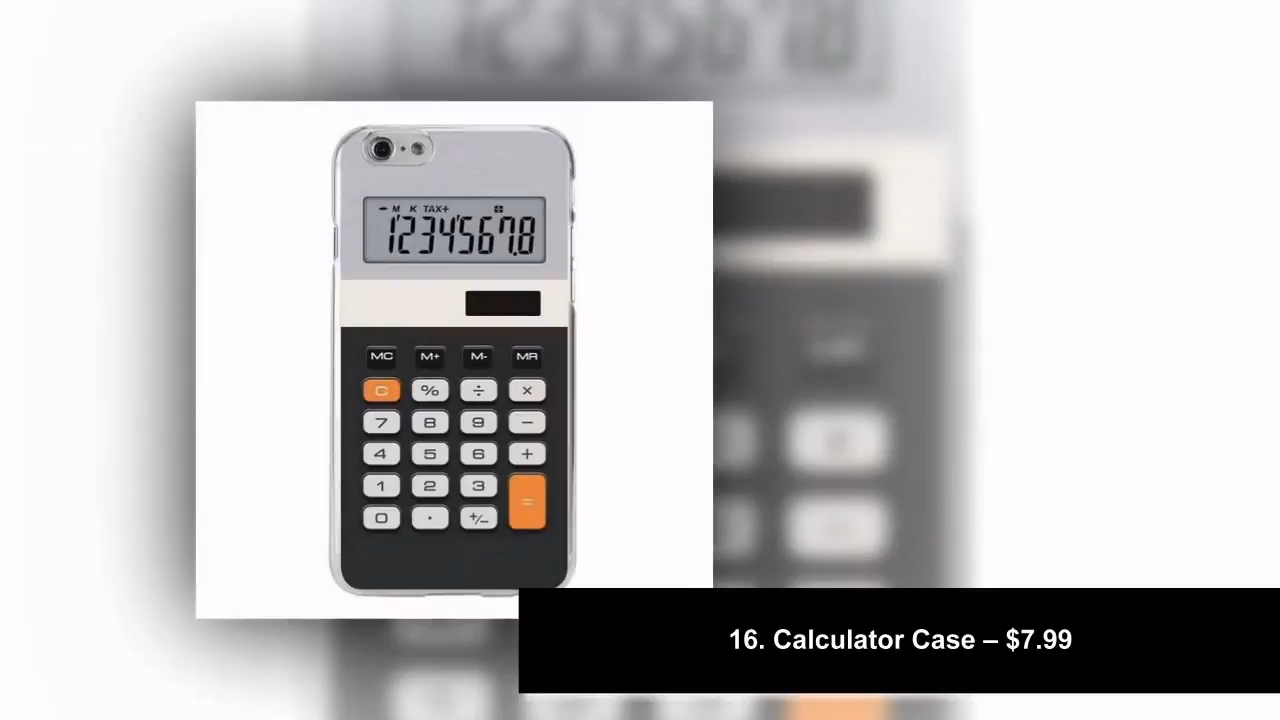 M K TAX+
12345678
MC M+ M- MR
C % ÷ ×
7 8 9 −
4 5 6 +
1 2 3 =
0 . +/−
16. Calculator Case – $7.99